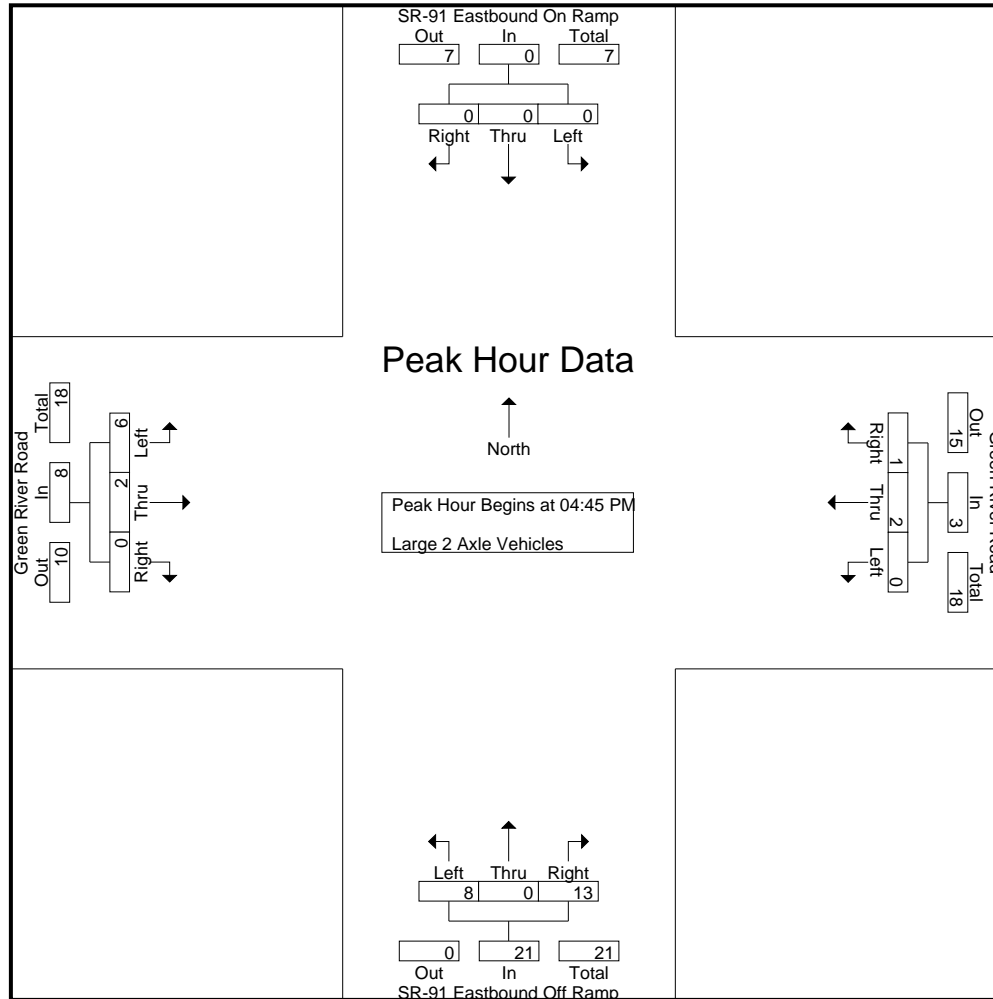 SR-91 Eastbound On Ramp
Out In Total
7 0 7
0 0 0
Right Thru Left
Peak Hour Data
North
Peak Hour Begins at 04:45 PM
Large 2 Axle Vehicles
Green River Road
Total In Out
18 8 10
6 2 0
Left Thru Right
Right Thru Left
1 2 0
15 3 18
Out In Total
Left Thru Right
8 0 13
0 21 21
Out In Total
SR-91 Eastbound Off Ramp